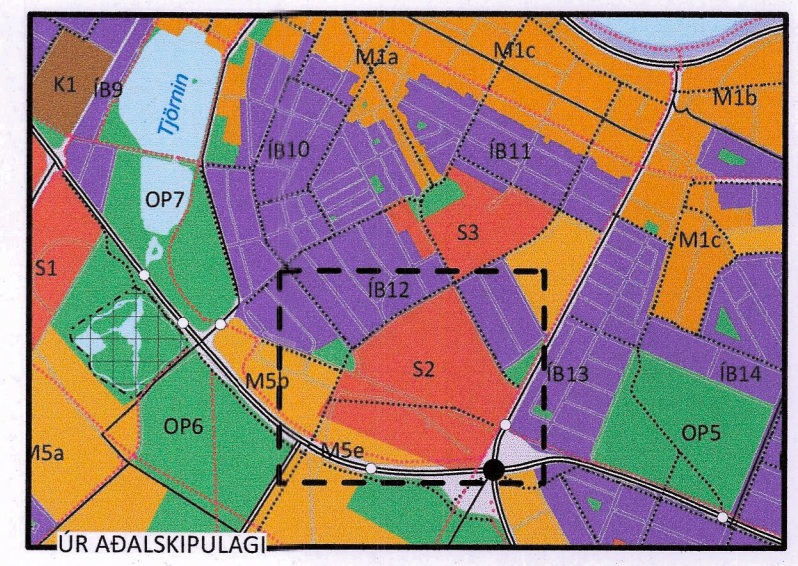 M1a
M1c
K1
ÍB9
Tjörnin
M1b
ÍB10
ÍB11
OP7
S3
M1c
S1
ÍB12
S2
ÍB13
ÍB14
M5b
OP6
OP5
M5a
M5e
ÚR AÐALSKIPULAGI